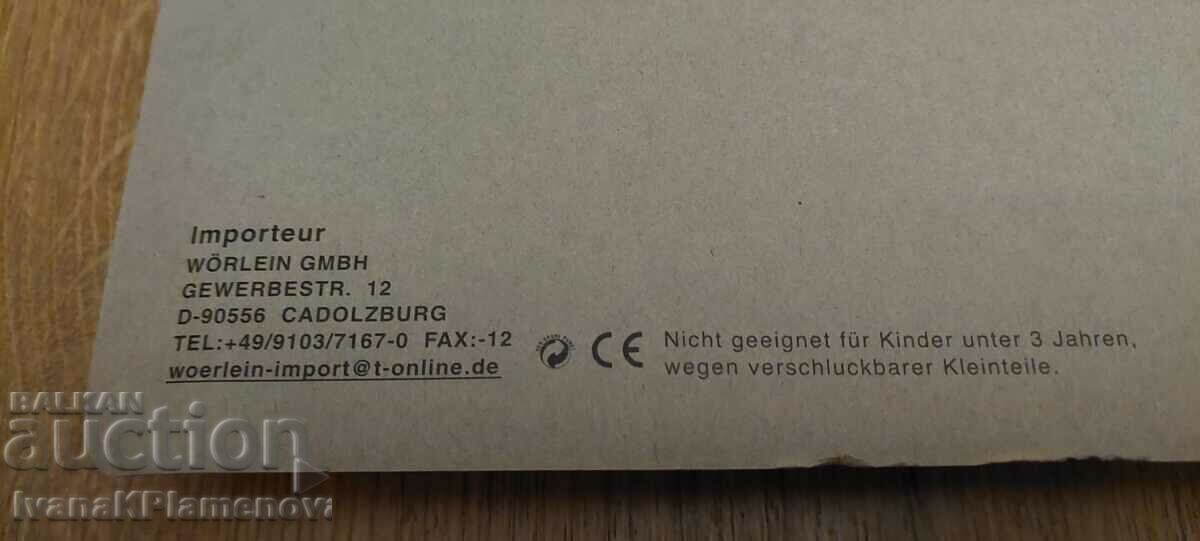 Importeur
WÖRLEIN GMBH
GEWERBESTR. 12
D-90556 CADOLZBURG
TEL:+49/9103/7167-0 FAX:-12
woerlein-import@t-online.de
CE
Nicht geeignet für Kinder unter 3 Jahren,
wegen verschluckbarer Kleinteile.
BALKAN
auction
IvanaKPlamenova